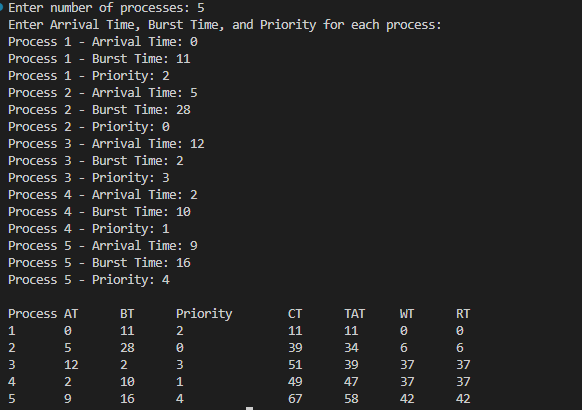 Enter number of processes: 5
Enter Arrival Time, Burst Time, and Priority for each process:
Process 1 - Arrival Time: 0
Process 1 - Burst Time: 11
Process 1 - Priority: 2
Process 2 - Arrival Time: 5
Process 2 - Burst Time: 28
Process 2 - Priority: 0
Process 3 - Arrival Time: 12
Process 3 - Burst Time: 2
Process 3 - Priority: 3
Process 4 - Arrival Time: 2
Process 4 - Burst Time: 10
Process 4 - Priority: 1
Process 5 - Arrival Time: 9
Process 5 - Burst Time: 16
Process 5 - Priority: 4
Process AT BT Priority CT TAT WT RT
1 0 11 2 11 11 0 0
2 5 28 0 39 34 6 6
3 12 2 3 51 39 37 37
4 2 10 1 49 47 37 37
5 9 16 4 67 58 42 42